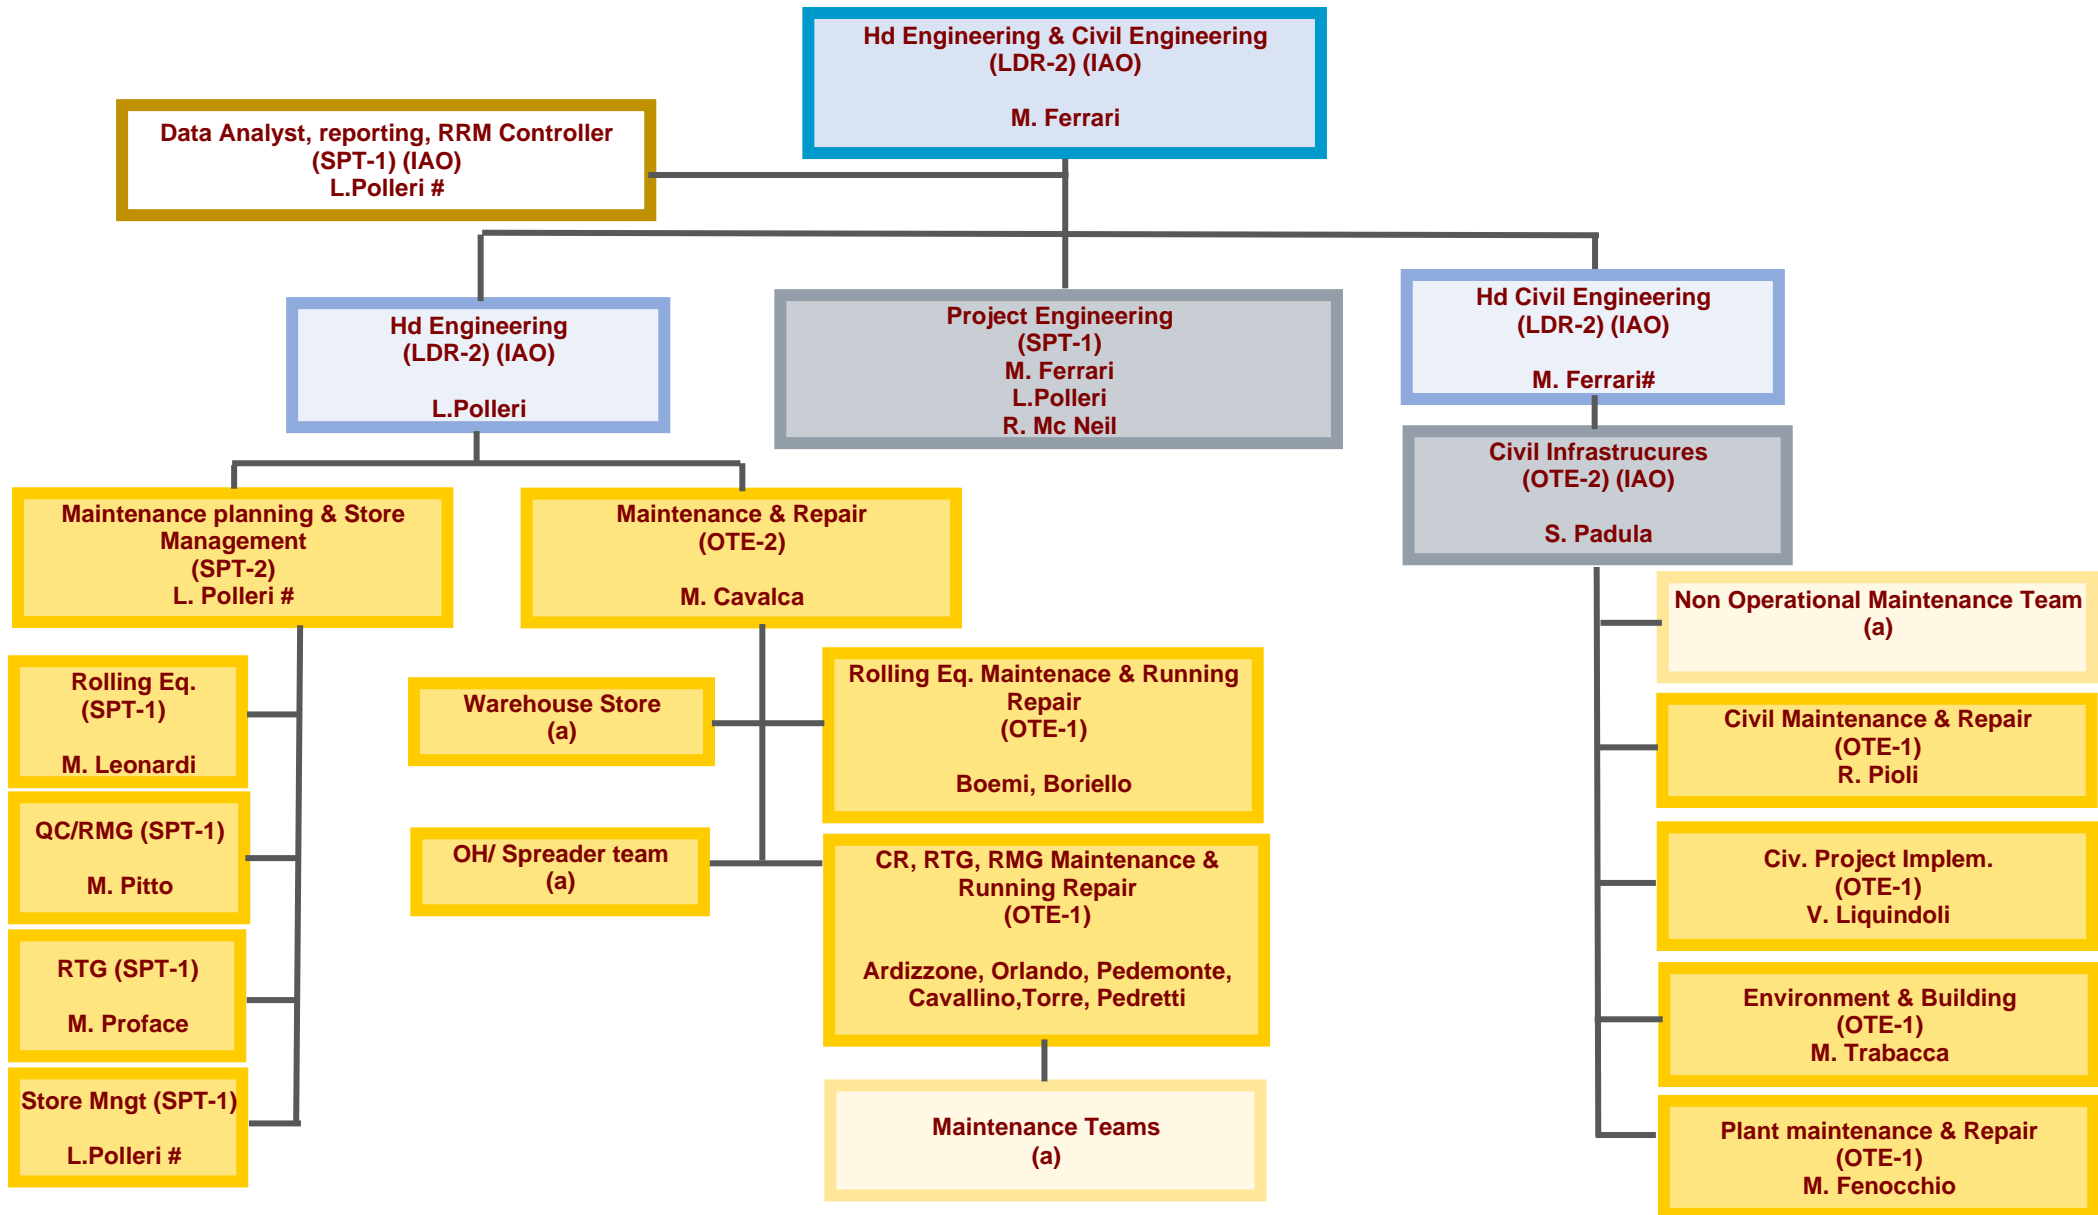 Hd Engineering & Civil Engineering
(LDR-2) (IAO)
M. Ferrari
Data Analyst, reporting, RRM Controller
(SPT-1) (IAO)
L.Polleri #
Hd Engineering
(LDR-2) (IAO)
L.Polleri
Project Engineering
(SPT-1)
M. Ferrari
L.Polleri
R. Mc Neil
Hd Civil Engineering
(LDR-2) (IAO)
M. Ferrari#
Civil Infrastrucures
(OTE-2) (IAO)
S. Padula
Maintenance planning & Store
Management
(SPT-2)
L. Polleri #
Maintenance & Repair
(OTE-2)
M. Cavalca
Rolling Eq.
(SPT-1)
M. Leonardi
QC/RMG (SPT-1)
M. Pitto
RTG (SPT-1)
M. Proface
Store Mngt (SPT-1)
L.Polleri #
Warehouse Store
(a)
OH/ Spreader team
(a)
Rolling Eq. Maintenace & Running
Repair
(OTE-1)
Boemi, Boriello
CR, RTG, RMG Maintenance &
Running Repair
(OTE-1)
Ardizzone, Orlando, Pedemonte,
Cavallino,Torre, Pedretti
Maintenance Teams
(a)
Non Operational Maintenance Team
(a)
Civil Maintenance & Repair
(OTE-1)
R. Pioli
Civ. Project Implem.
(OTE-1)
V. Liquindoli
Environment & Building
(OTE-1)
M. Trabacca
Plant maintenance & Repair
(OTE-1)
M. Fenocchio